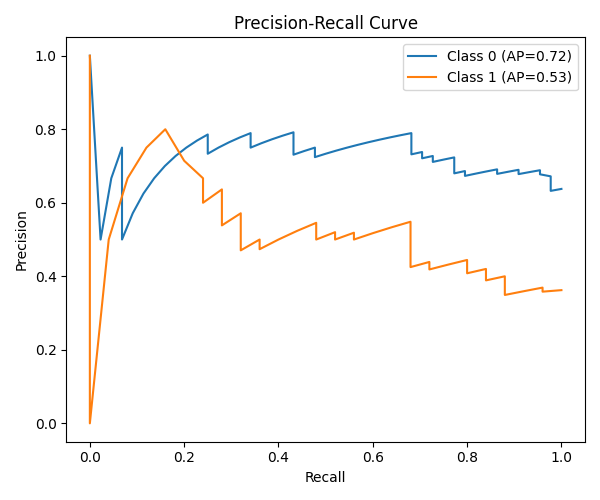 Precision-Recall Curve
Class 0 (AP=0.72)
Class 1 (AP=0.53)
Precision
1.0
0.8
0.6
0.4
0.2
0.0
0.0 0.2 0.4 0.6 0.8 1.0
Recall